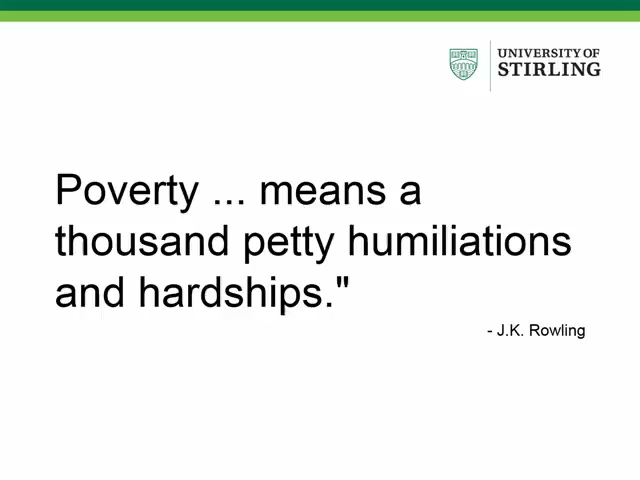 UNIVERSITY OF
STIRLING
Poverty ... means a
thousand petty humiliations
and hardships."
- J.K. Rowling